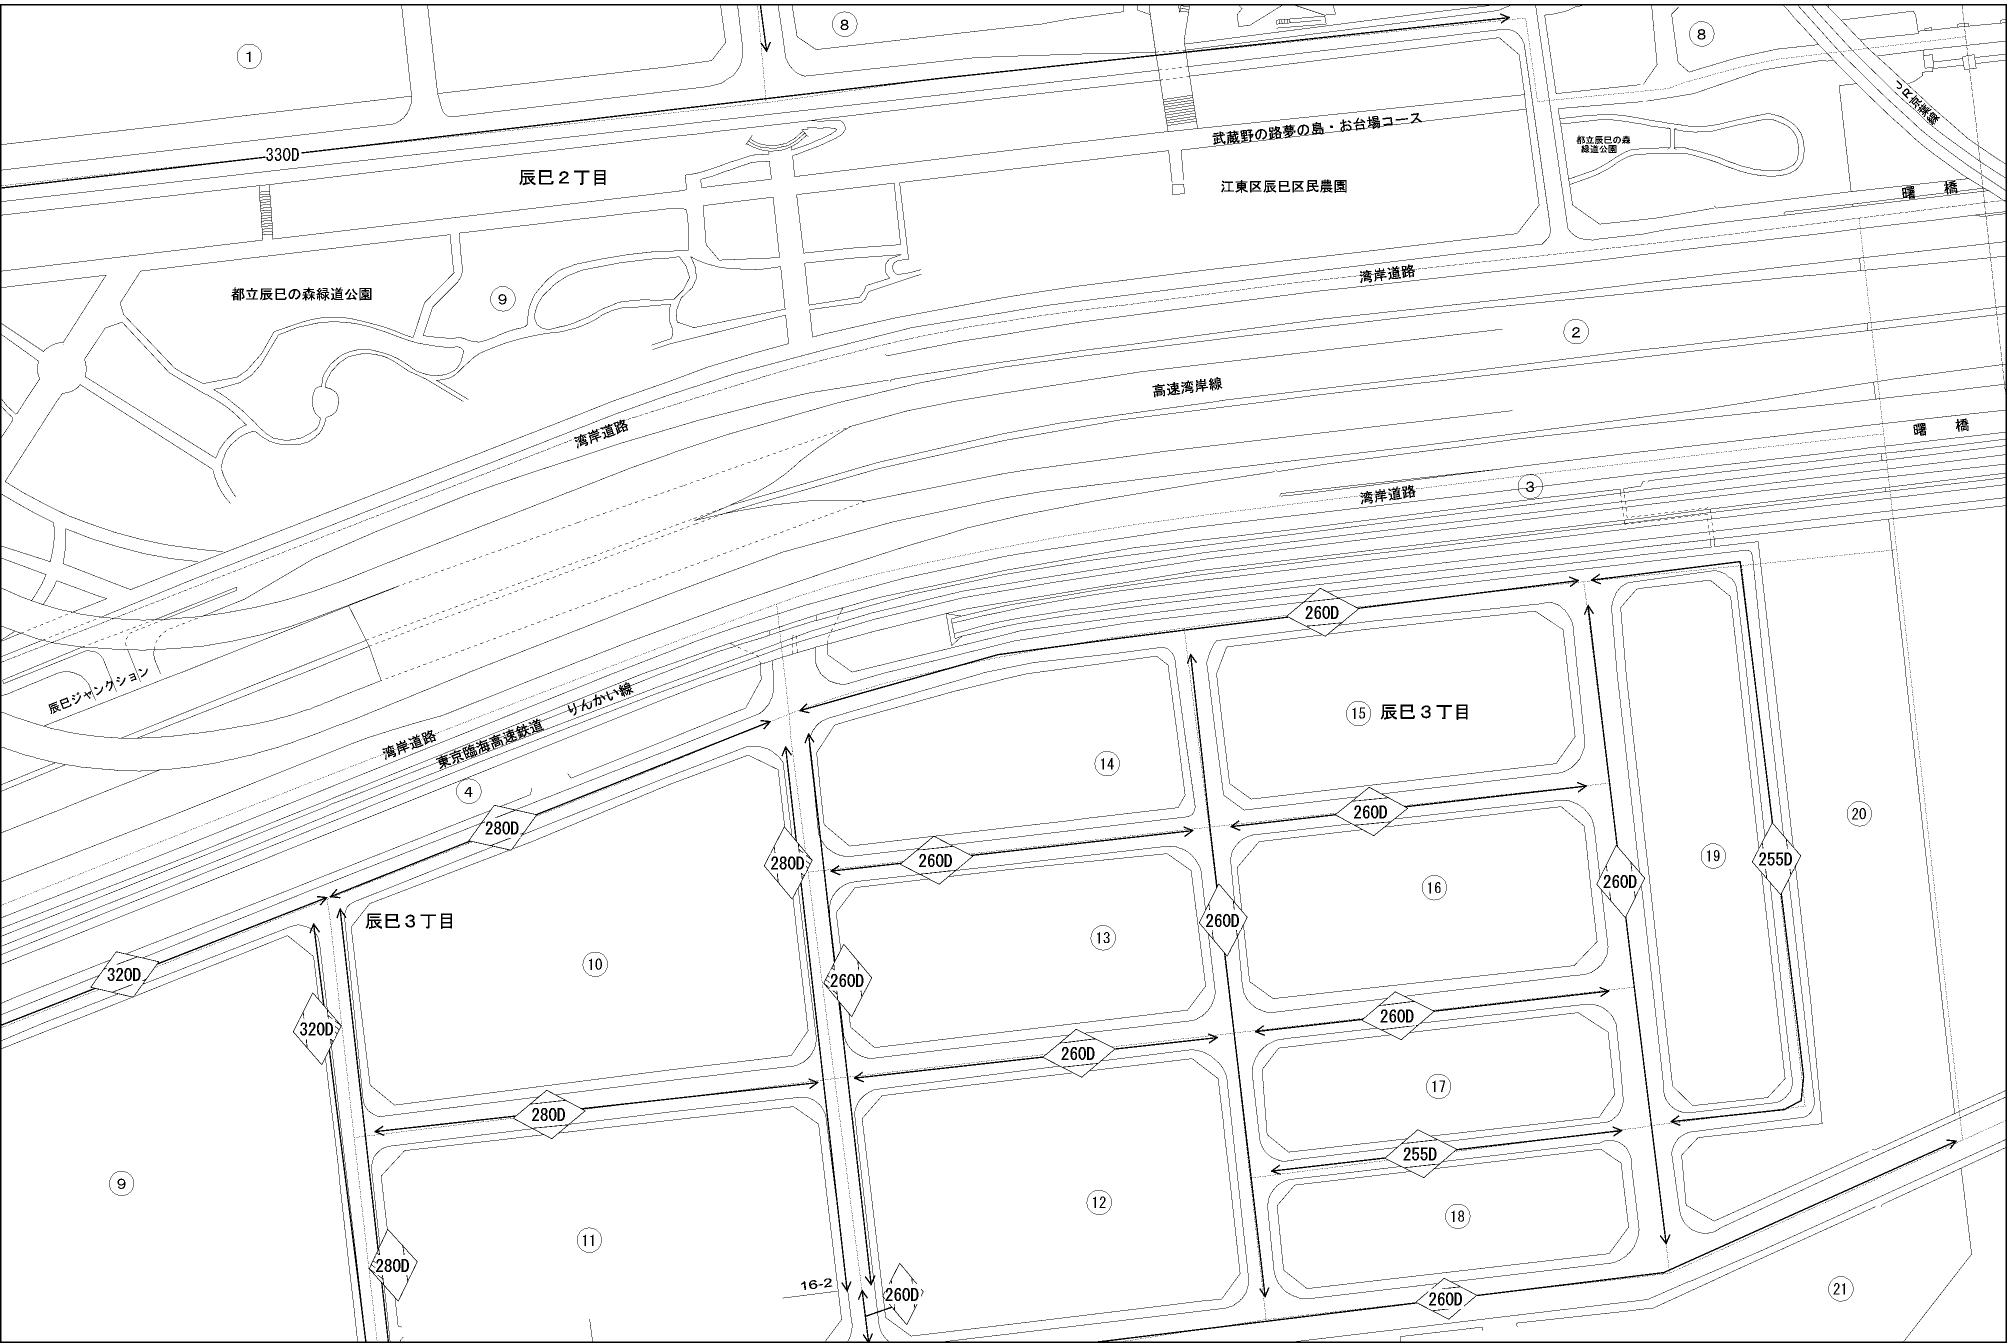 ①
⑧
⑧
JR京葉線
330D
武蔵野の路夢の島・お台場コース
都立辰巳の森
緑道公園
辰巳２丁目
江東区辰巳区民農園
曙　橋
都立辰巳の森緑道公園
⑨
湾岸道路
②
高速湾岸線
湾岸道路
曙　橋
湾岸道路
③
260D
辰巳ジャンクション
りんかい線
湾岸道路
東京臨海高速鉄道
⑮
辰巳３丁目
⑭
④
280D
260D
280D
260D
⑳
⑲
255D
260D
⑯
260D
辰巳３丁目
⑬
⑩
320D
260D
320D
260D
260D
⑰
280D
255D
⑨
⑫
⑱
⑪
280D
16-2
260D
260D
㉑